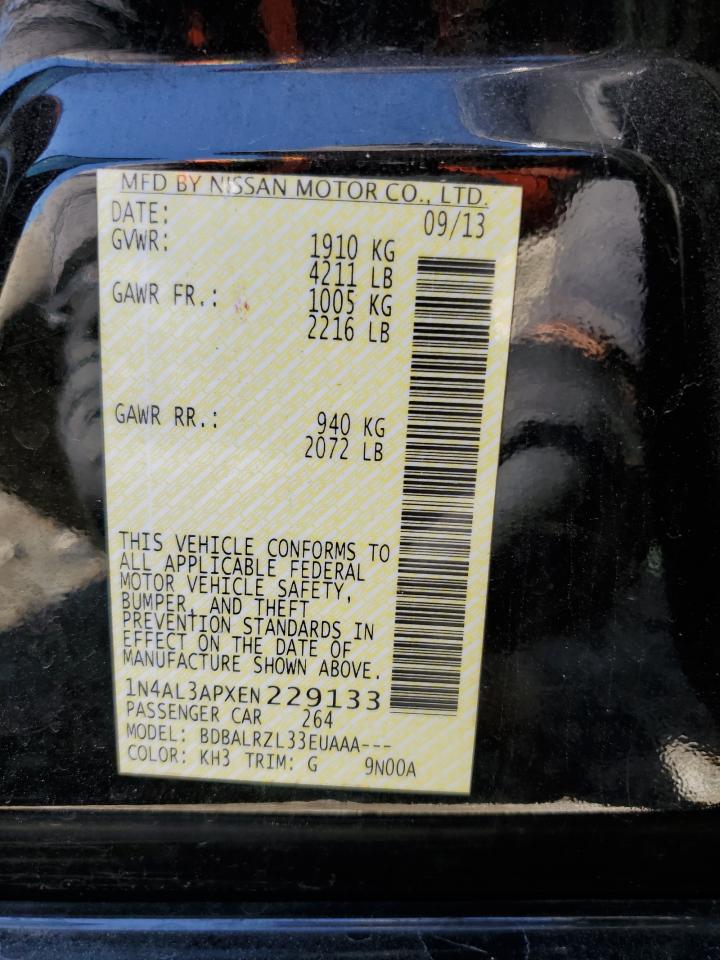 MFD BY NISSAN MOTOR CO., LTD.
DATE: 09/13
GVWR: 1910 KG
4211 LB
GAWR FR.: 1005 KG
2216 LB
GAWR RR.: 940 KG
2072 LB
THIS VEHICLE CONFORMS TO
ALL APPLICABLE FEDERAL
MOTOR VEHICLE SAFETY,
BUMPER, AND THEFT
PREVENTION STANDARDS IN
EFFECT ON THE DATE OF
MANUFACTURE SHOWN ABOVE.
1N4AL3APXEN229133
PASSENGER CAR 264
MODEL: BDBALRZL33EUAAA---
COLOR: KH3 TRIM: G 9N00A